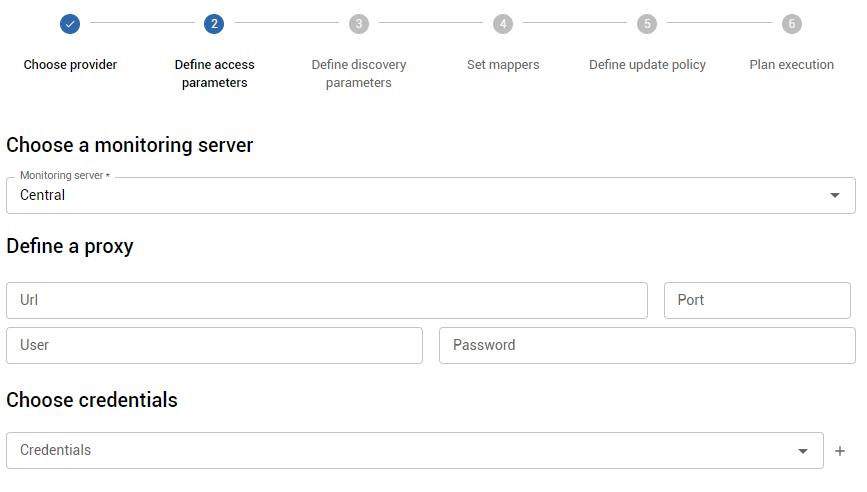 2 3 4 5 6
Choose provider
Define access
parameters
Define discovery
parameters
Set mappers
Define update policy
Plan execution
Choose a monitoring server
Monitoring server *
Central
Define a proxy
Url
Port
User
Password
Choose credentials
Credentials
+